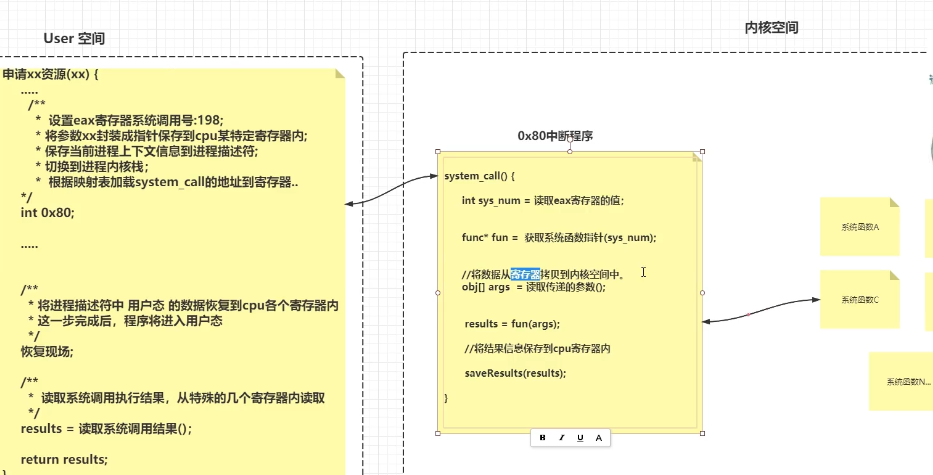 User 空间
内核空间
申请xx资源(xx) {
.....
/**
* 设置eax寄存器系统调用号:198;
* 将参数xx封装成指针保存到cpu某特定寄存器内;
* 保存当前进程上下文信息到进程描述符;
* 切换到进程内核栈；
* 根据映射表加载system_call的地址到寄存器..
*/
int 0x80;
.....
/**
* 将进程描述符中 用户态 的数据恢复到cpu各个寄存器内
* 这一步完成后，程序将进入用户态
*/
恢复现场;
/**
* 读取系统调用执行结果，从特殊的几个寄存器内读取
*/
results = 读取系统调用结果();
return results;
}
0x80中断程序
system_call() {
int sys_num = 读取eax寄存器的值;
func* fun = 获取系统函数指针(sys_num);
//将数据从寄存器拷贝到内核空间中。
obj[] args = 读取传递的参数();
results = fun(args);
//将结果信息保存到cpu寄存器内
saveResults(results);
}
B I U A
系统函数A
系统函数C
系统函数N...